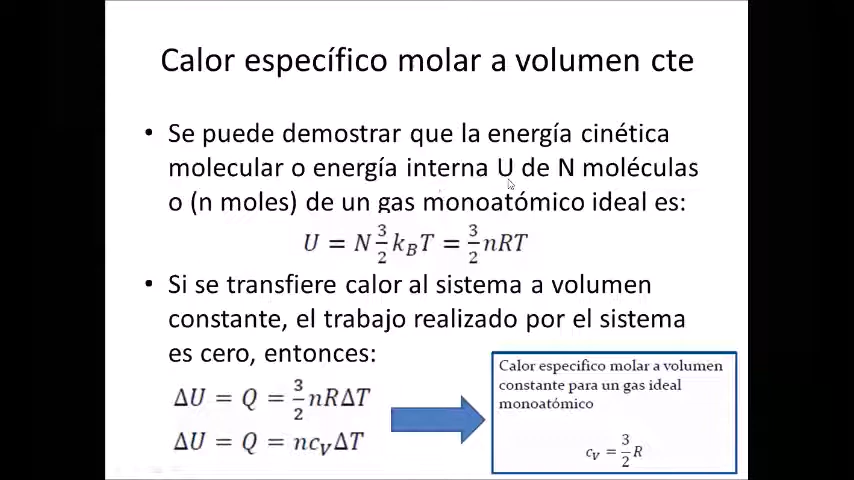 Calor específico molar a volumen cte
• Se puede demostrar que la energía cinética
molecular o energía interna U de N moléculas
o (n moles) de un gas monoatómico ideal es:
U = N 3/2 k_B T = 3/2 nRT
• Si se transfiere calor al sistema a volumen
constante, el trabajo realizado por el sistema
es cero, entonces:
ΔU = Q = 3/2 nRΔT
ΔU = Q = nc_VΔT
Calor especifico molar a volumen
constante para un gas ideal
monoatómico
c_V = 3/2 R